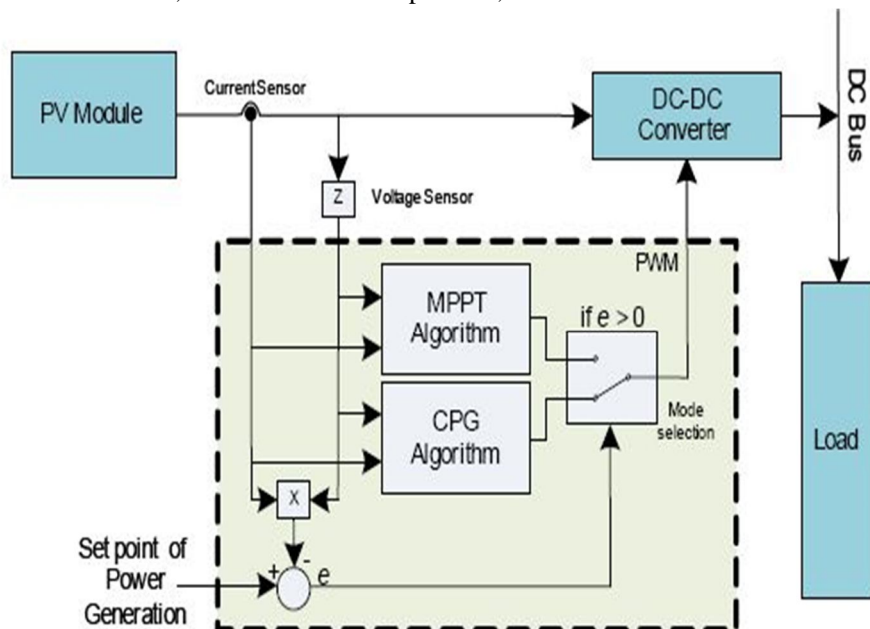 PV Module
CurrentSensor
DC-DC
Converter
DC Bus
Z
Voltage Sensor
PWM
MPPT
Algorithm
if e > 0
CPG
Algorithm
Mode
selection
Load
X
Set point of
Power
Generation
+
-
e